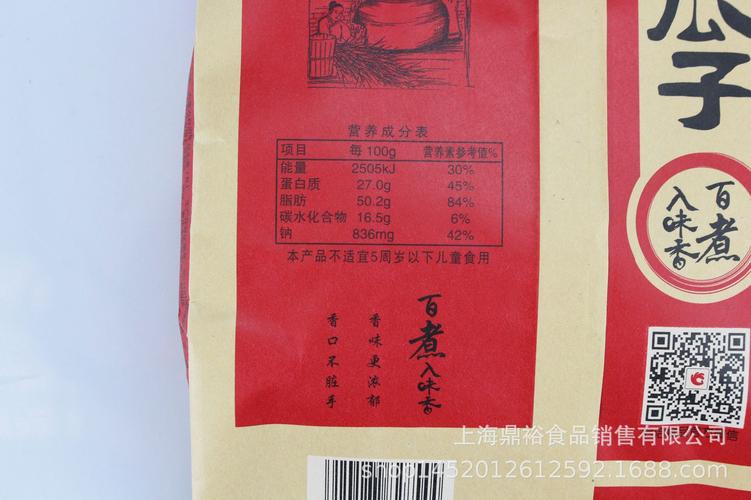 瓜子
营养成分表
项目 每 100g 营养素参考值%
能量 2505kJ 30%
蛋白质 27.0g 45%
脂肪 50.2g 84%
碳水化合物 16.5g 6%
钠 836mg 42%
本产品不适宜5周岁以下儿童食用
百煮入味香
香味更浓郁
香口不脏手
百煮
入味香
上海鼎裕食品销售有限公司
shop1452012612592.1688.com